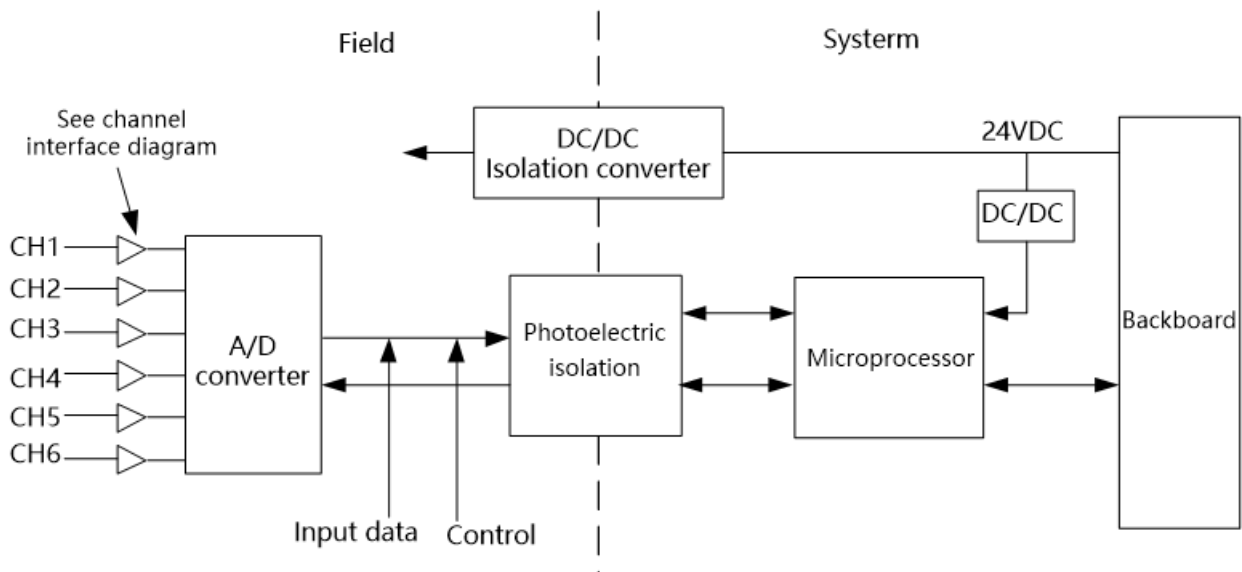 Field
Systerm
See channel
interface diagram
DC/DC
Isolation converter
24VDC
DC/DC
CH1
CH2
CH3
CH4
CH5
CH6
A/D
converter
Photoelectric
isolation
Microprocessor
Backboard
Input data
Control